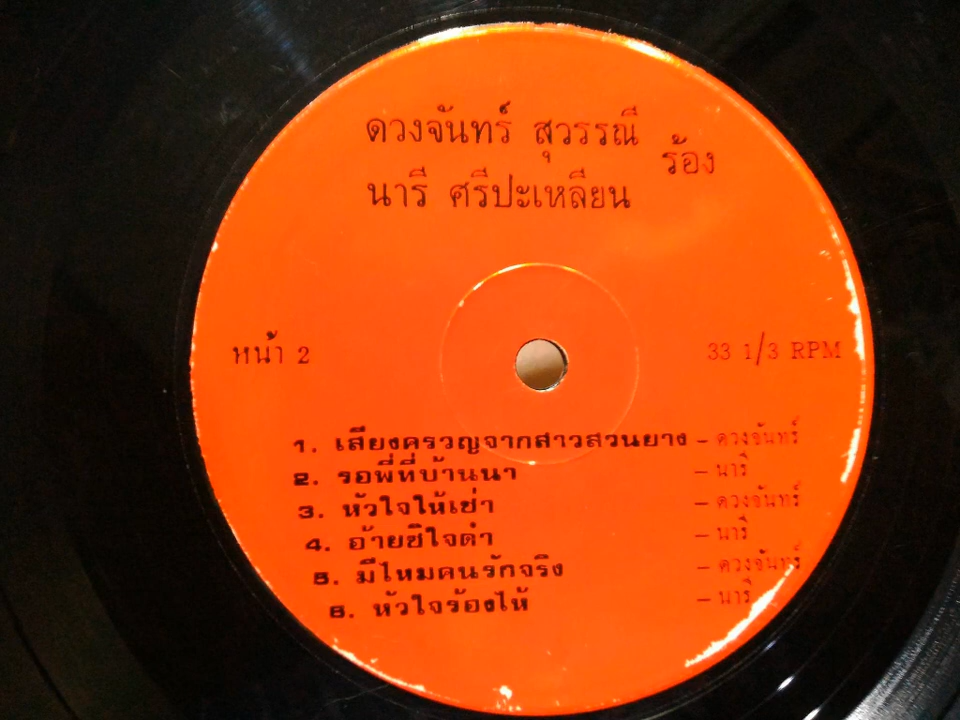 ดวงจันทร์ สุวรรณี
ร้อง
นารี ศรีปะเหลียน
หน้า 2
33 1/3 RPM
1. เสียงครวญจากสาวสวนยาง – ดวงจันทร์
2. รอพี่ที่บ้านนา – นารี
3. หัวใจให้เช่า – ดวงจันทร์
4. อ้ายชิใจดำ – นารี
5. มีไหมคนรักจริง – ดวงจันทร์
6. หัวใจร้องไห้ – นารี